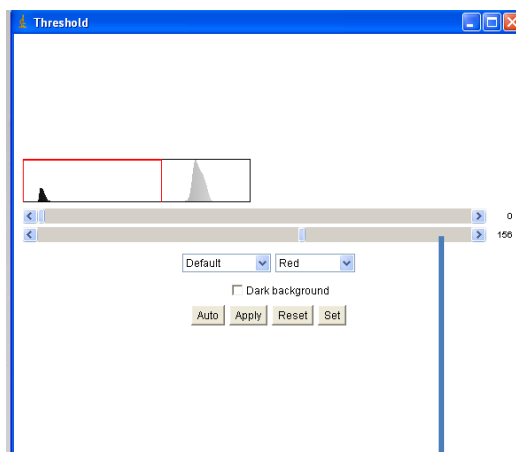 Threshold
0
156
Default Red
Dark background
Auto Apply Reset Set